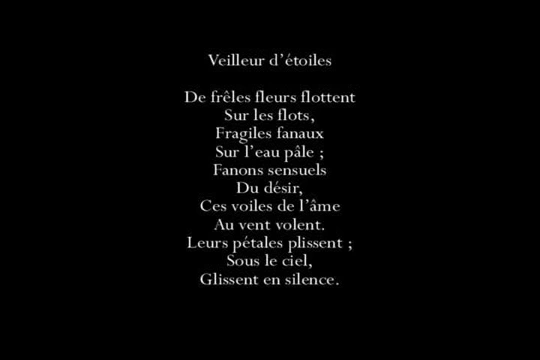 Veilleur d’étoiles
De frêles fleurs flottent
Sur les flots,
Fragiles fanaux
Sur l’eau pâle ;
Fanons sensuels
Du désir,
Ces voiles de l’âme
Au vent volent.
Leurs pétales plissent ;
Sous le ciel,
Glissent en silence.